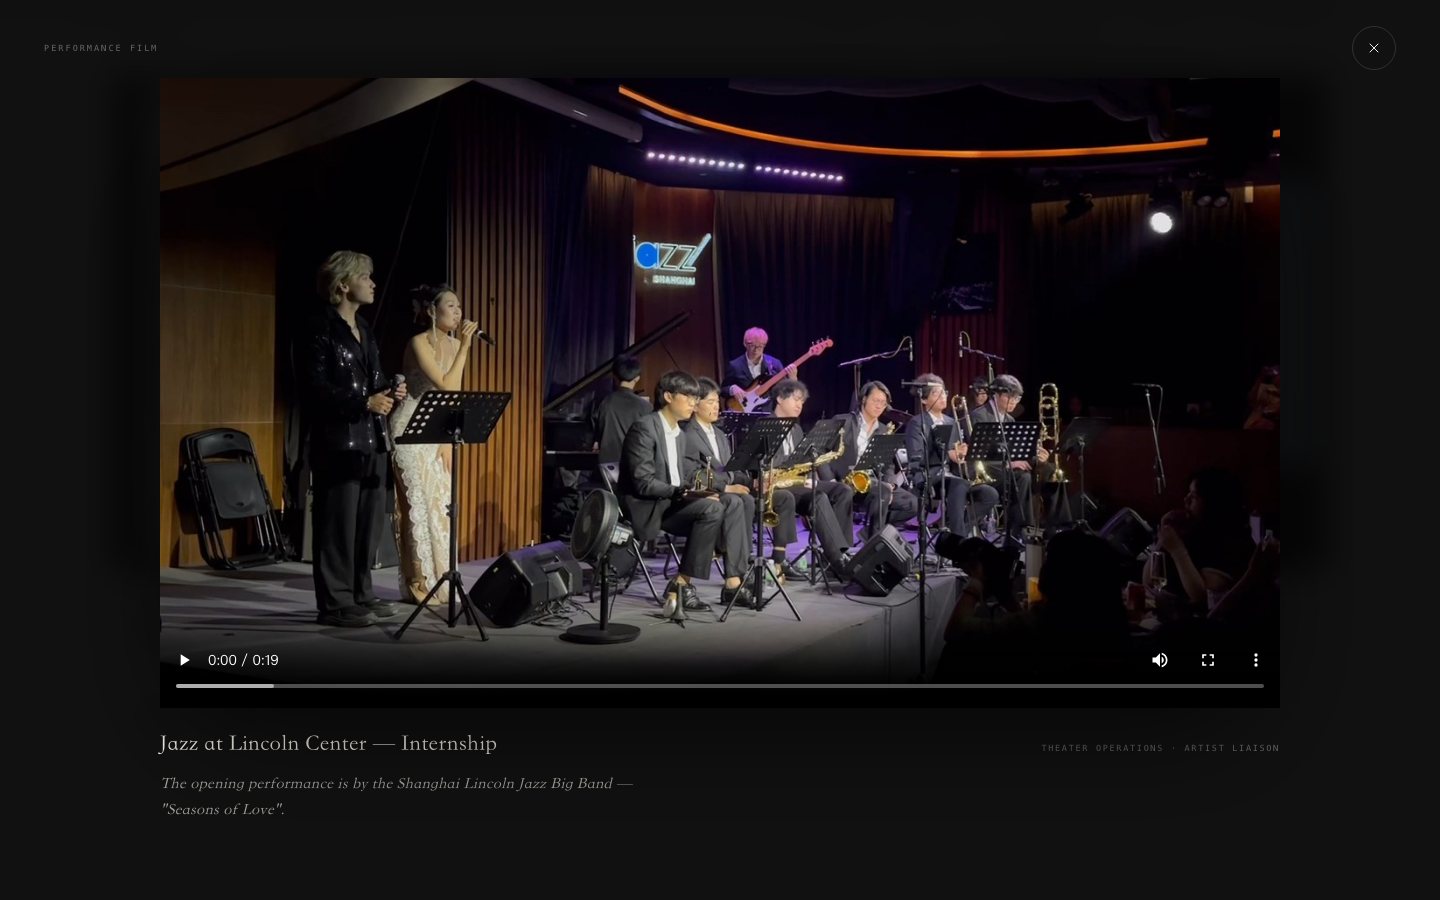 PERFORMANCE FILM
azz
SHANGHAI
0:00 / 0:19
Jazz at Lincoln Center — Internship
THEATER OPERATIONS · ARTIST LIAISON
The opening performance is by the Shanghai Lincoln Jazz Big Band —
"Seasons of Love".